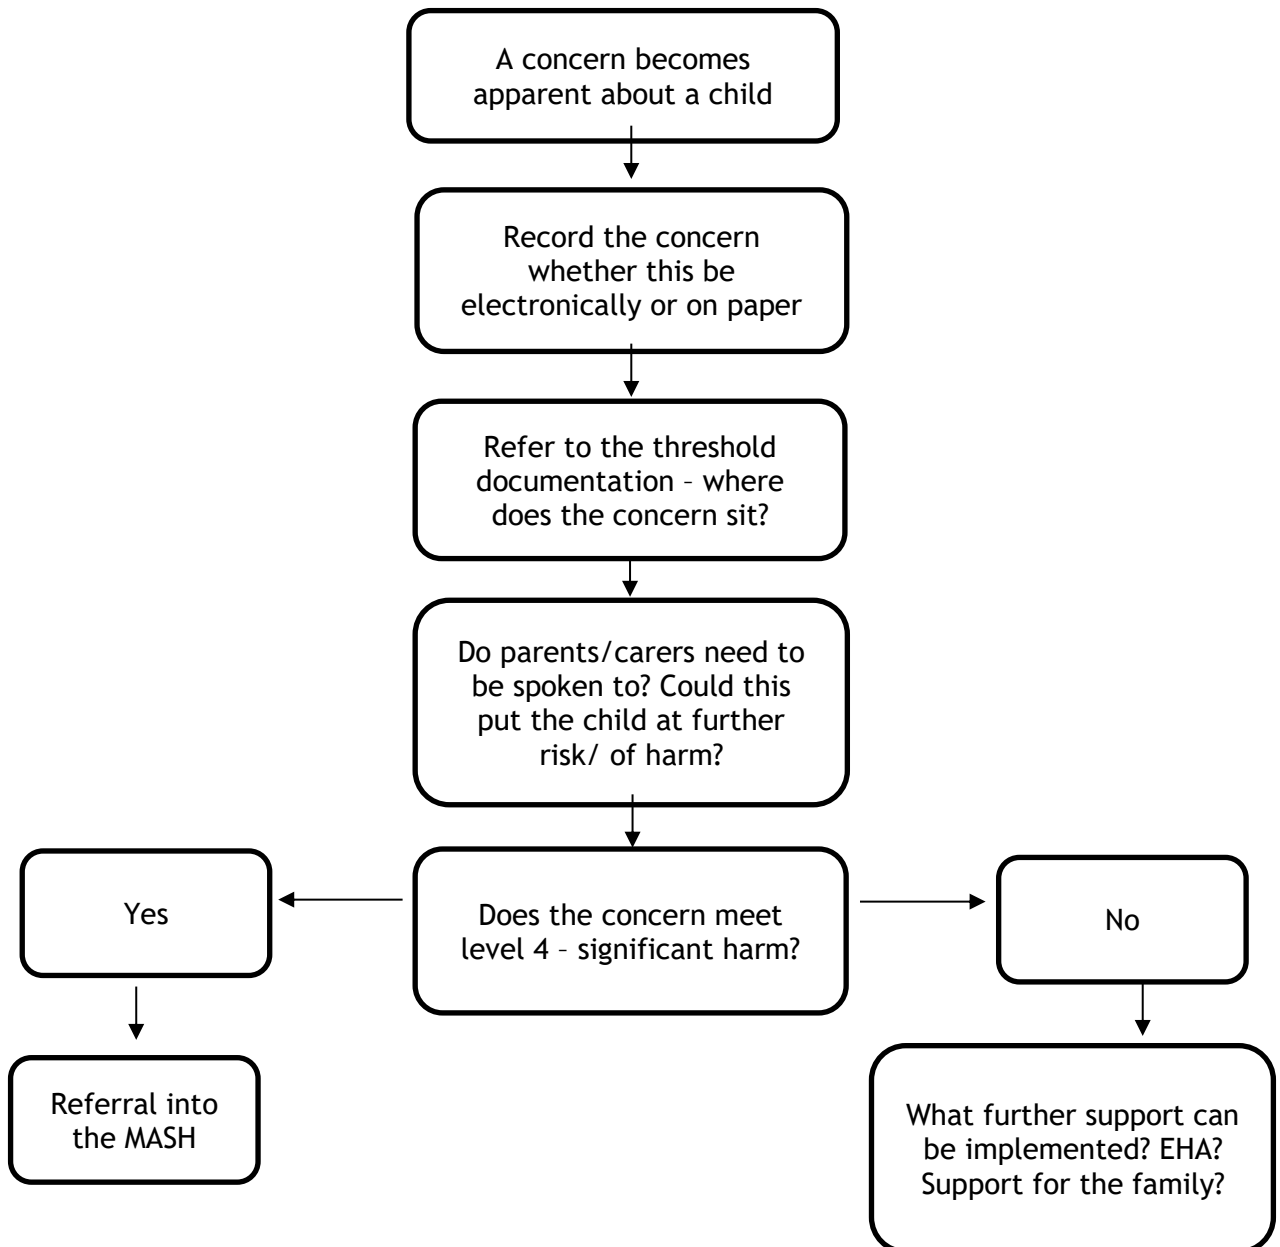 A concern becomes
apparent about a child
Record the concern
whether this be
electronically or on paper
Refer to the threshold
documentation – where
does the concern sit?
Do parents/carers need to
be spoken to? Could this
put the child at further
risk/ of harm?
Does the concern meet
level 4 – significant harm?
Yes
No
Referral into
the MASH
What further support can
be implemented? EHA?
Support for the family?